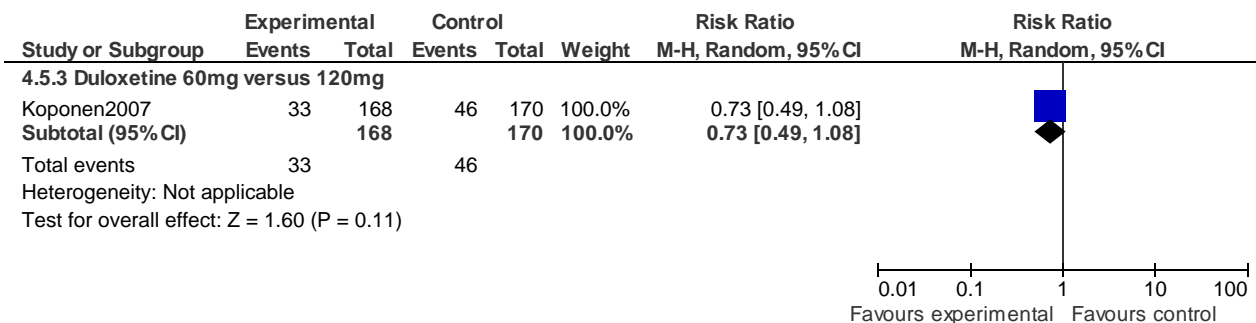 Experimental Control Risk Ratio Risk Ratio
Study or Subgroup Events Total Events Total Weight M-H, Random, 95% CI M-H, Random, 95% CI
4.5.3 Duloxetine 60mg versus 120mg
Koponen2007 33 168 46 170 100.0% 0.73 [0.49, 1.08]
Subtotal (95% CI) 168 170 100.0% 0.73 [0.49, 1.08]
Total events 33 46
Heterogeneity: Not applicable
Test for overall effect: Z = 1.60 (P = 0.11)
0.01 0.1 1 10 100
Favours experimental Favours control